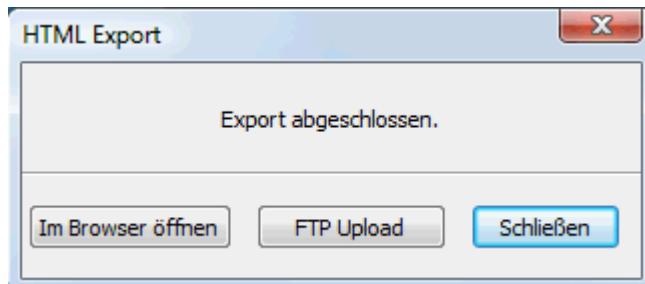 HTML Export
Export abgeschlossen.
Im Browser öffnen
FTP Upload
Schließen